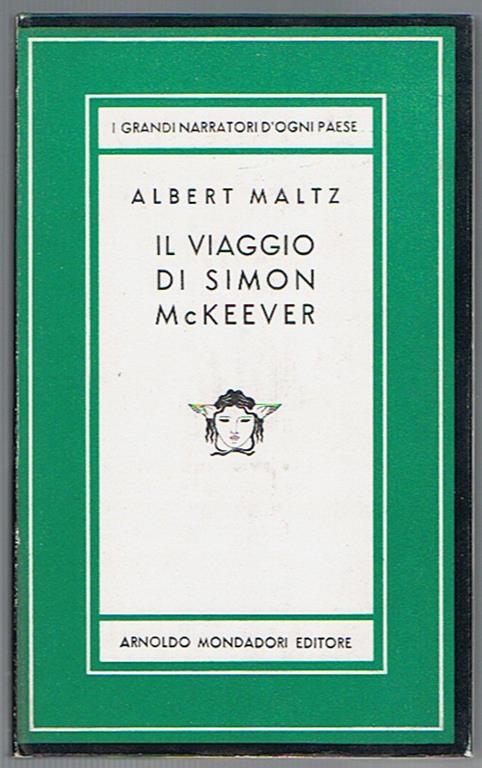 I GRANDI NARRATORI D'OGNI PAESE
ALBERT MALTZ
IL VIAGGIO
DI SIMON
McKEEVER
ARNOLDO MONDADORI EDITORE